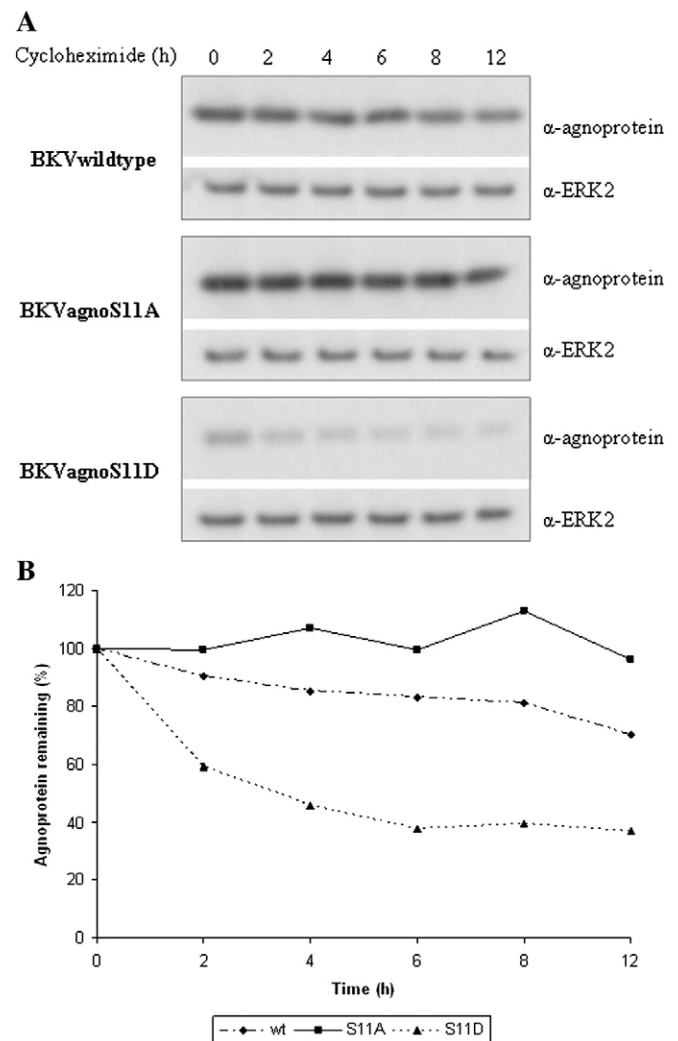 A
Cycloheximide (h) 0 2 4 6 8 12
BKVwildtype
α-agnoprotein
α-ERK2
BKVagnoS11A
α-agnoprotein
α-ERK2
BKVagnoS11D
α-agnoprotein
α-ERK2
B
Agnoprotein remaining (%)
120
100
80
60
40
20
0
0 2 4 6 8 12
Time (h)
wt S11A S11D